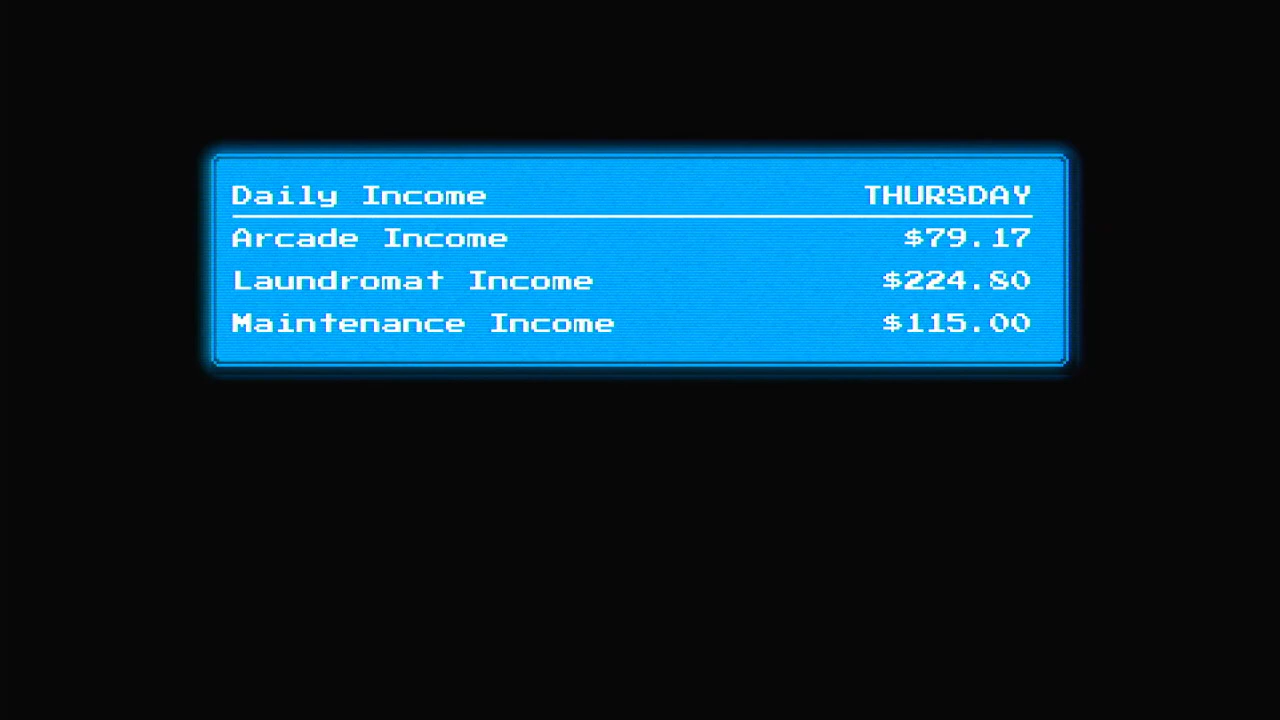 Daily Income THURSDAY
Arcade Income $79.17
Laundromat Income $224.80
Maintenance Income $115.00